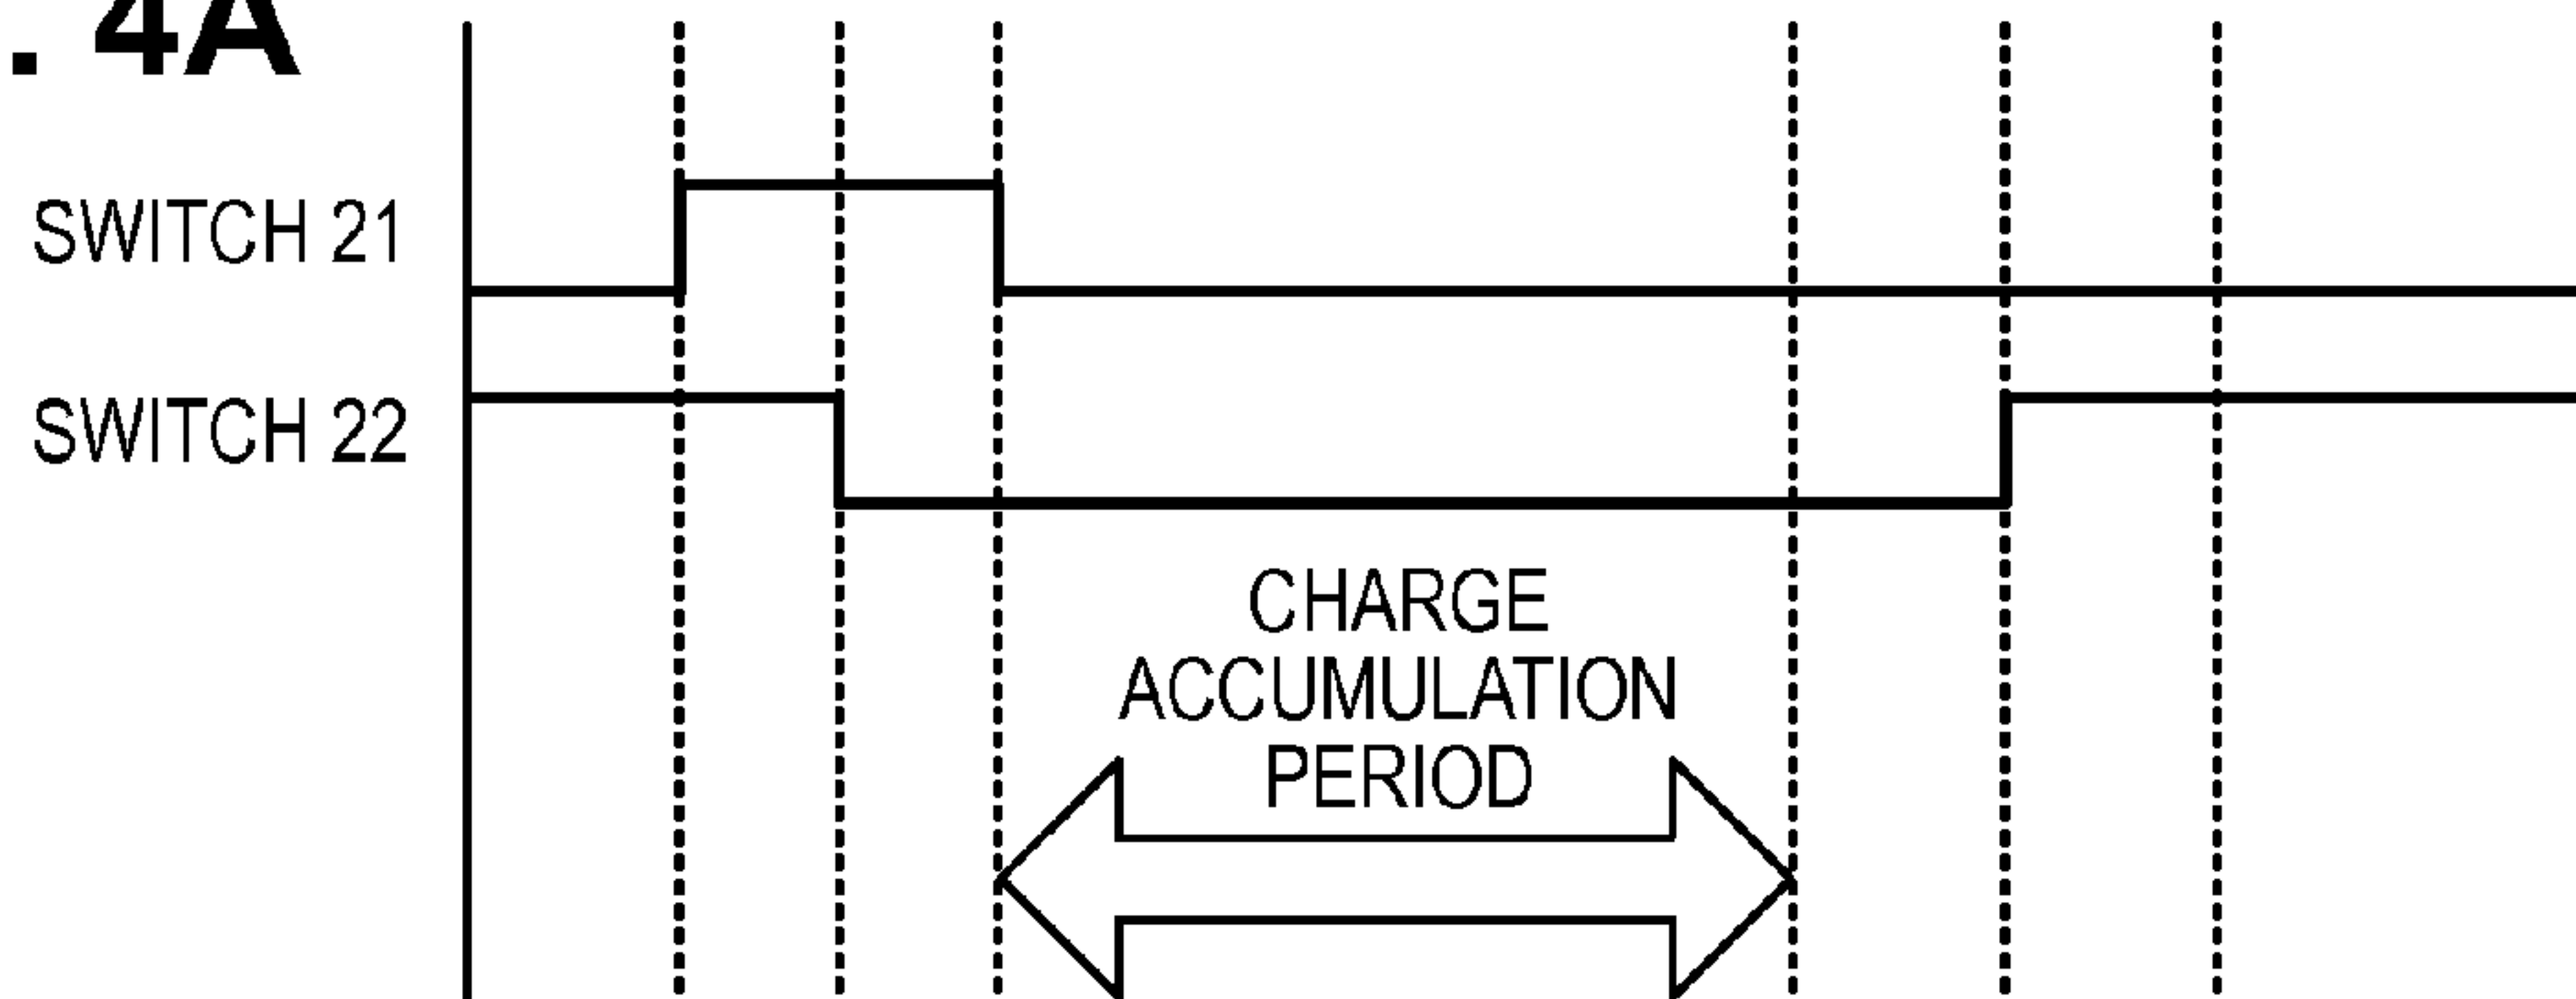 . 4A
SWITCH 21
SWITCH 22
CHARGE
ACCUMULATION
PERIOD